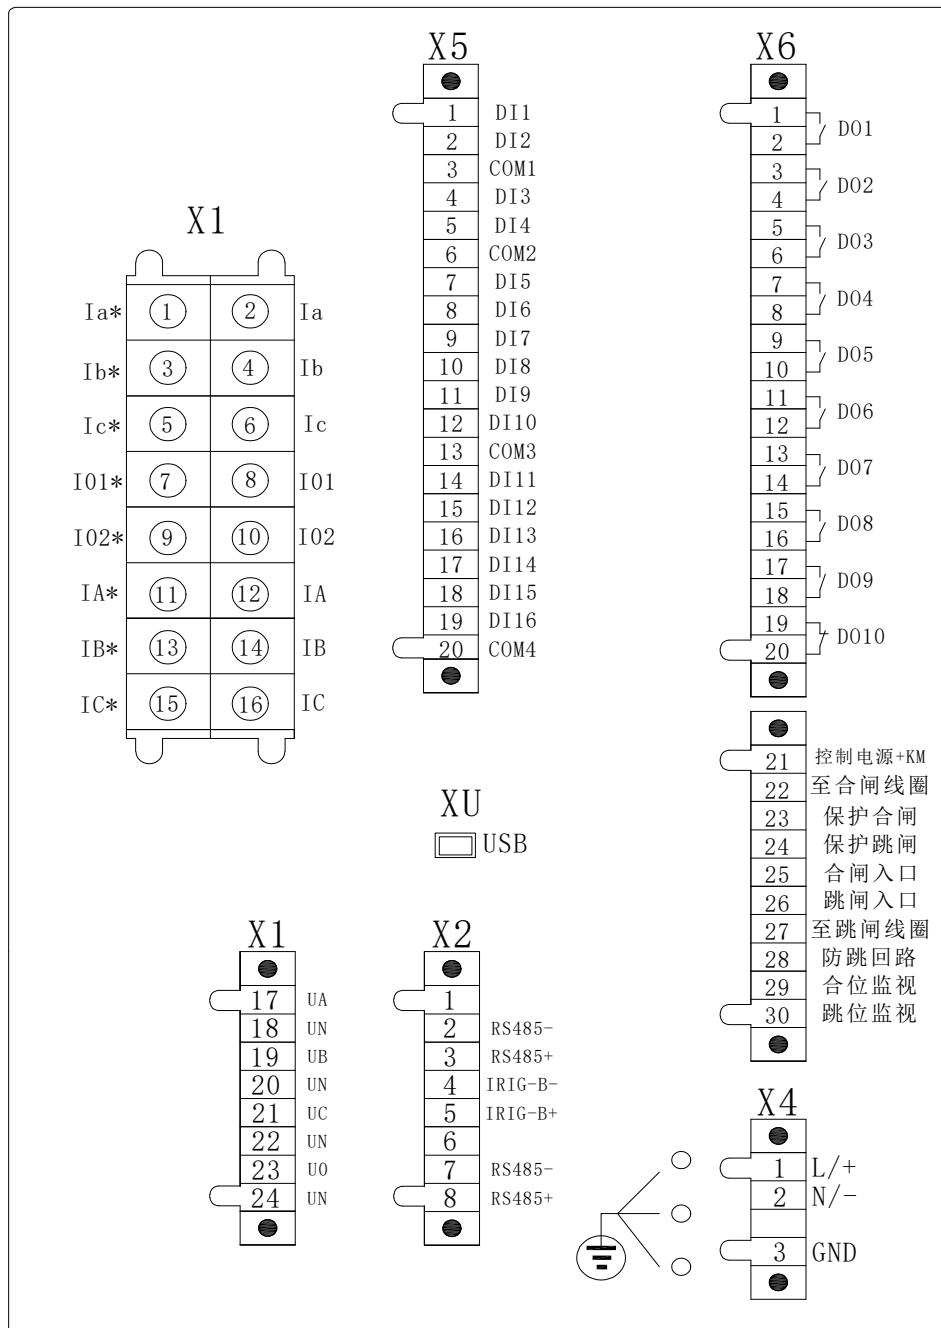 X1
Ia* ① ② Ia
Ib* ③ ④ Ib
Ic* ⑤ ⑥ Ic
I01* ⑦ ⑧ I01
I02* ⑨ ⑩ I02
IA* ⑪ ⑫ IA
IB* ⑬ ⑭ IB
IC* ⑮ ⑯ IC
X5
1 DI1
2 DI2
3 COM1
4 DI3
5 DI4
6 COM2
7 DI5
8 DI6
9 DI7
10 DI8
11 DI9
12 DI10
13 COM3
14 DI11
15 DI12
16 DI13
17 DI14
18 DI15
19 DI16
20 COM4
X6
1
2
DO1
3
4
DO2
5
6
DO3
7
8
DO4
9
10
DO5
11
12
DO6
13
14
DO7
15
16
DO8
17
18
DO9
19
20
DO10
21 控制电源+KM
22 至合闸线圈
23 保护合闸
24 保护跳闸
25 合闸入口
26 跳闸入口
27 至跳闸线圈
28 防跳回路
29 合位监视
30 跳位监视
XU
USB
X1
17 UA
18 UN
19 UB
20 UN
21 UC
22 UN
23 U0
24 UN
X2
1
2 RS485-
3 RS485+
4 IRIG-B-
5 IRIG-B+
6
7 RS485-
8 RS485+
X4
1 L/+
2 N/-
3 GND